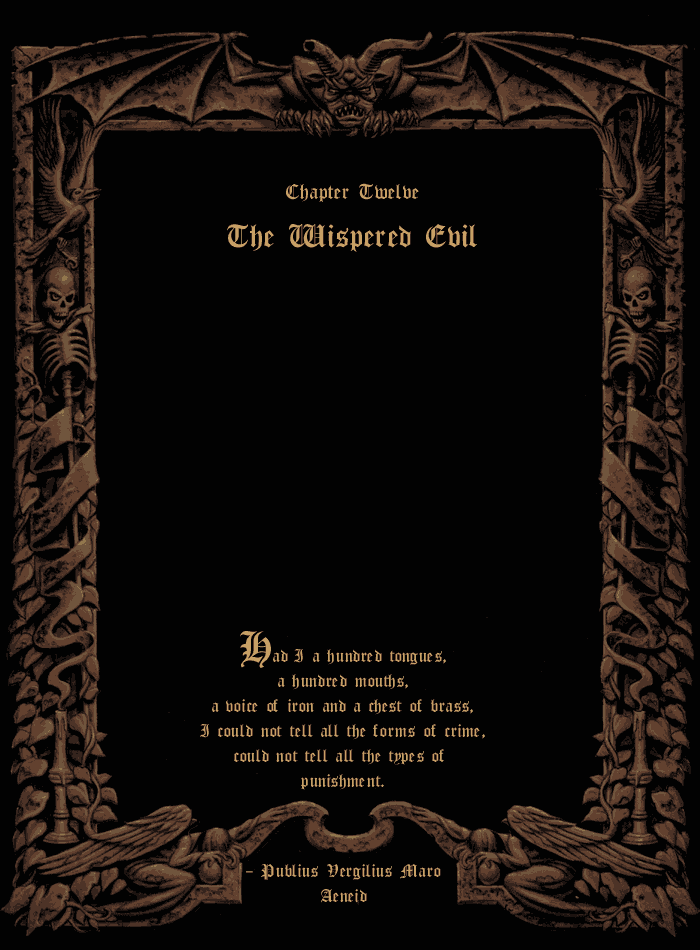 Chapter Twelve
The Wispered Evil
Had I a hundred tongues,
a hundred mouths,
a voice of iron and a chest of brass,
I could not tell all the forms of crime,
could not tell all the types of
punishment.
- Publius Vergilius Maro
Aeneid